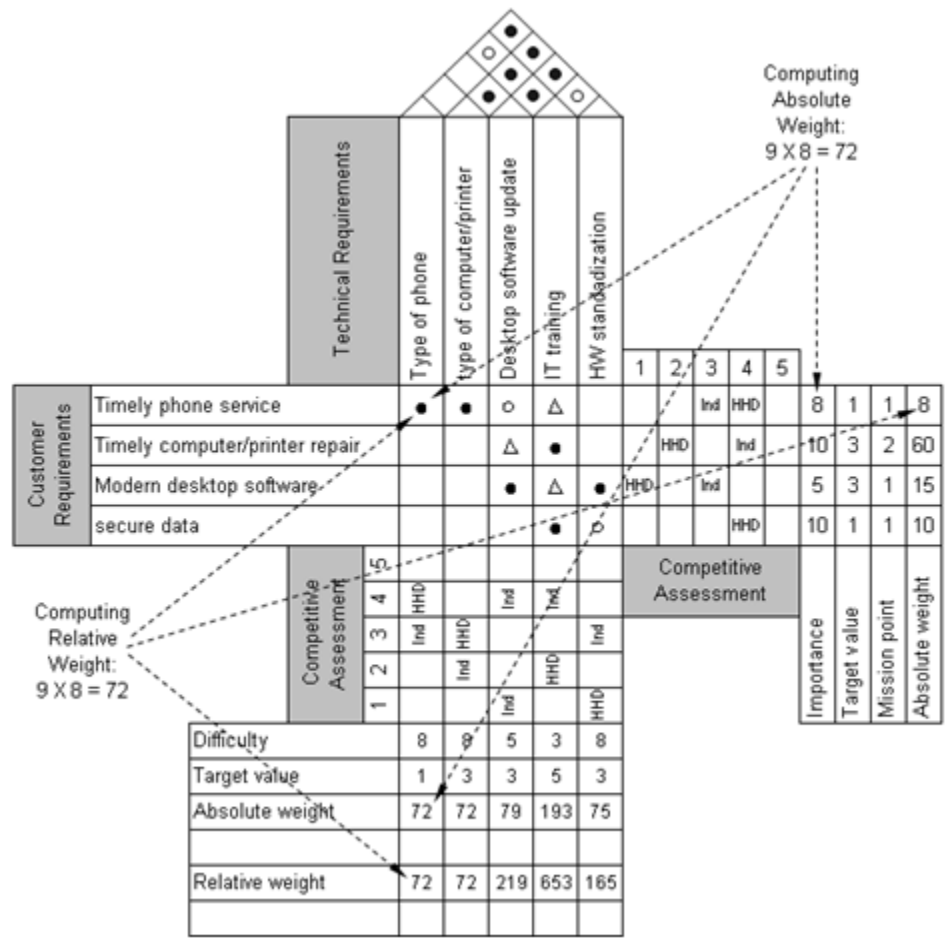 Computing
Absolute
Weight:
9 X 8 = 72
Technical Requirements
Type of phone
type of computer/printer
Desktop software update
IT training
HW standadization
1 2 3 4 5
Customer
Requirements
Timely phone service Ind HHD 8 1 1 8
Timely computer/printer repair HHD Ind 10 3 2 60
Modern desktop software HHD Ind 5 3 1 15
secure data HHD 10 1 1 10
Competitive
Assessment
Importance
Target value
Mission point
Absolute weight
Competitive
Assessment
5
4 HHD Ind Ind
3 Ind HHD Ind
2 Ind HHD
1 Ind HHD
Computing
Relative
Weight:
9 X 8 = 72
Difficulty 8 8 5 3 8
Target value 1 3 3 5 3
Absolute weight 72 72 79 193 75
Relative weight 72 72 219 653 165